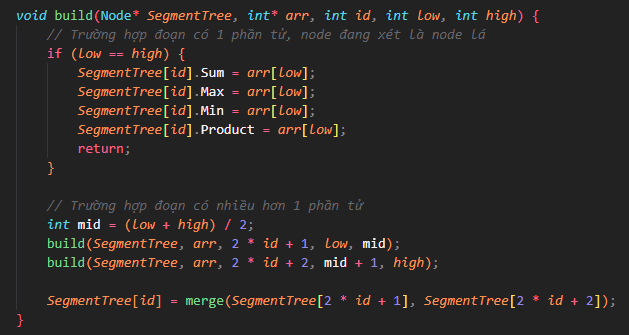 void build(Node* SegmentTree, int* arr, int id, int low, int high) {
    // Trường hợp đoạn có 1 phần tử, node đang xét là node lá
    if (low == high) {
        SegmentTree[id].Sum = arr[low];
        SegmentTree[id].Max = arr[low];
        SegmentTree[id].Min = arr[low];
        SegmentTree[id].Product = arr[low];
        return;
    }

    // Trường hợp đoạn có nhiều hơn 1 phần tử
    int mid = (low + high) / 2;
    build(SegmentTree, arr, 2 * id + 1, low, mid);
    build(SegmentTree, arr, 2 * id + 2, mid + 1, high);

    SegmentTree[id] = merge(SegmentTree[2 * id + 1], SegmentTree[2 * id + 2]);
}